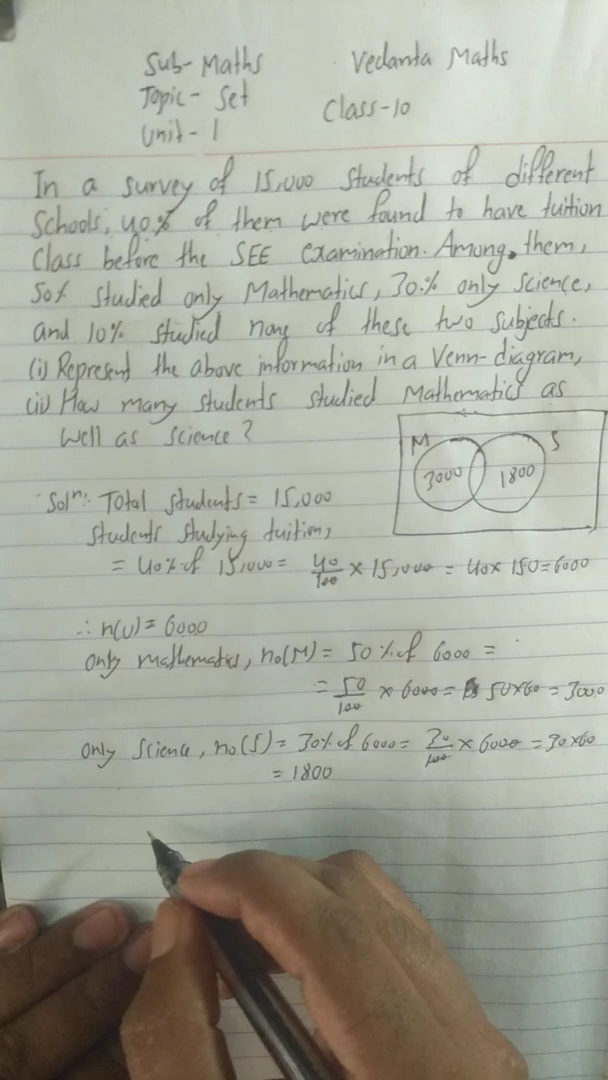 Sub- Maths Vedanta Maths
Topic- Set Class-10
Unit- 1
In a survey of 15,000 students of different
Schools, 40% of them were found to have tuition
Class before the SEE examination. Among them,
50% studied only Mathematics, 30% only Science,
and 10% studied none of these two subjects.
(i) Represent the above information in a Venn-diagram,
(ii) How many students studied Mathematics as
well as science?
M S
3000 1800
Solⁿ: Total students = 15,000
students studying tuition,
= 40% of 15,000 = 40/100 × 15,000 = 40 × 150 = 6000
∴ n(U) = 6000
Only mathematics, no(M) = 50% of 6000 =
= 50/100 × 6000 = 50×60 = 3000
Only Science, no(S) = 30% of 6000 = 30/100 × 6000 = 30×60
= 1800